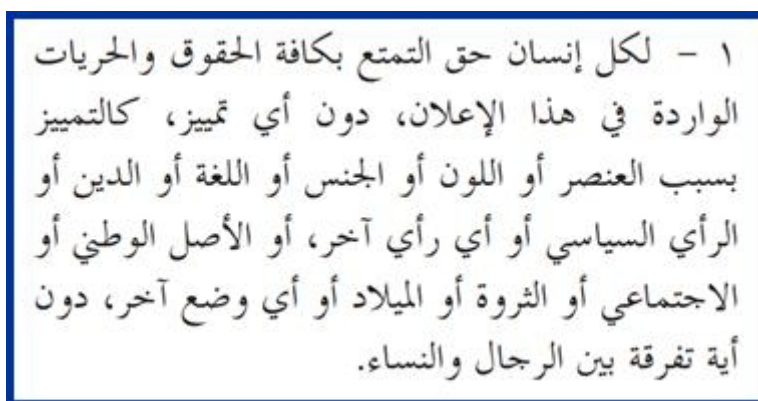 ١ – لكل إنسان حق التمتع بكافة الحقوق والحريات
الواردة في هذا الإعلان، دون أي تمييز، كالتمييز
بسبب العنصر أو اللون أو الجنس أو اللغة أو الدين أو
الرأي السياسي أو أي رأي آخر، أو الأصل الوطني أو
الاجتماعي أو الثروة أو الميلاد أو أي وضع آخر، دون
أية تفرقة بين الرجال والنساء.